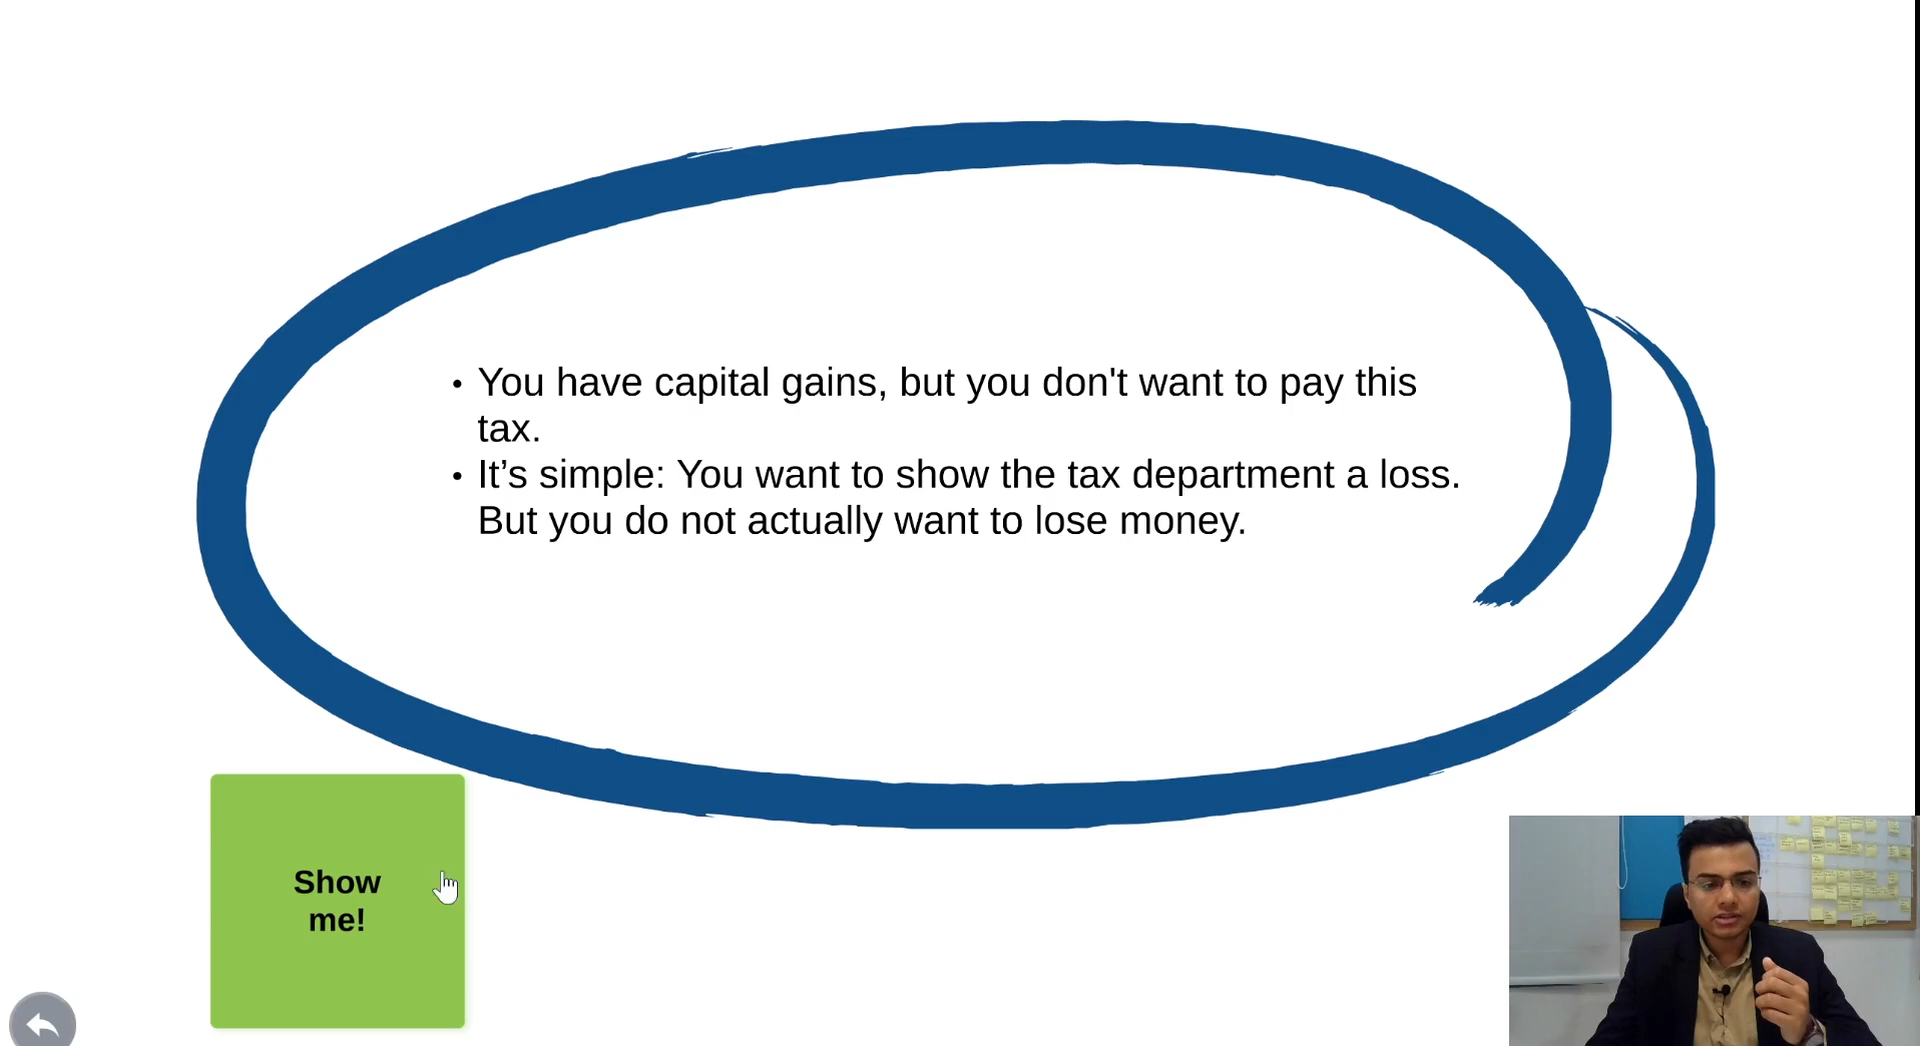 • You have capital gains, but you don't want to pay this
tax.
• It’s simple: You want to show the tax department a loss.
But you do not actually want to lose money.
Show
me!